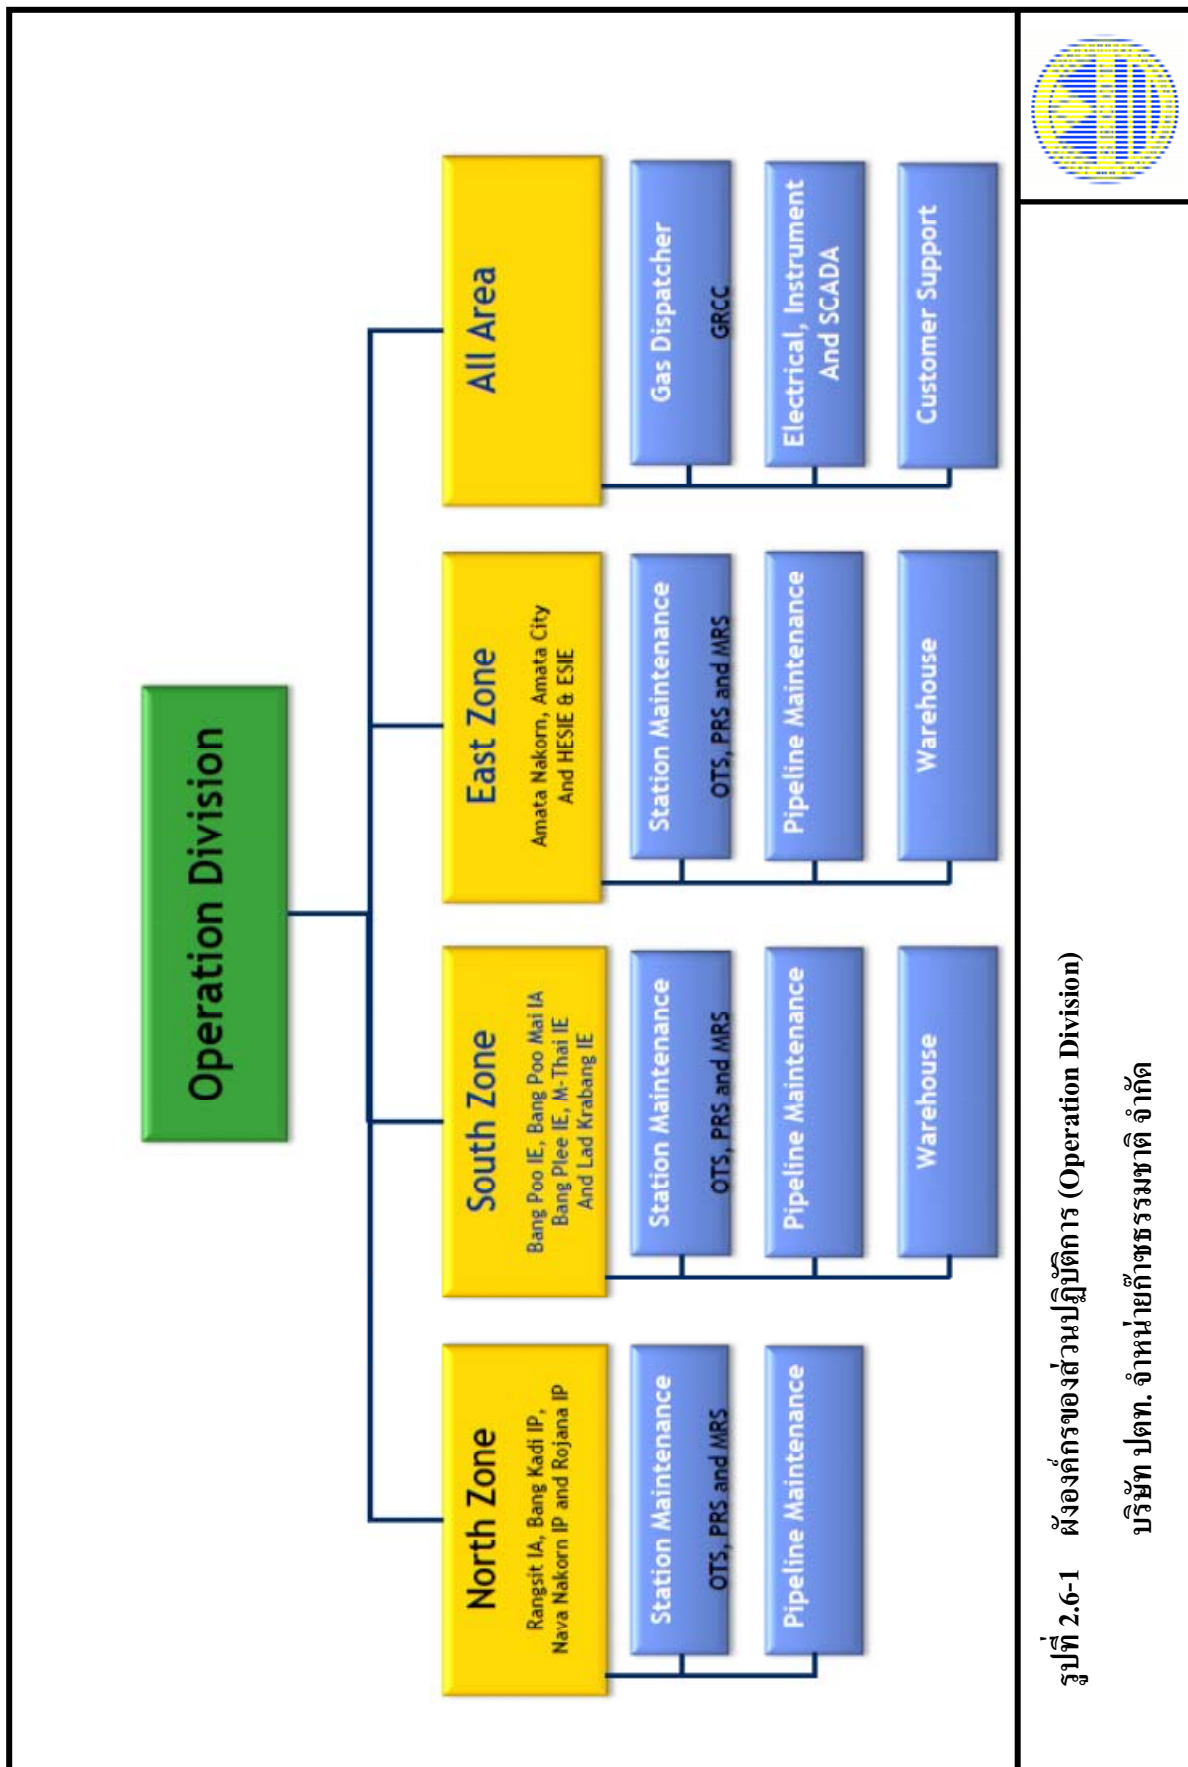 Operation Division
North Zone
Rangsit IA, Bang Kadi IP,
Nava Nakorn IP and Rojana IP
Station Maintenance
OTS, PRS and MRS
Pipeline Maintenance
South Zone
Bang Poo IE, Bang Poo Mai IA
Bang Plee IE, M-Thai IE
And Lad Krabang IE
Station Maintenance
OTS, PRS and MRS
Pipeline Maintenance
Warehouse
East Zone
Amata Nakorn, Amata City
And HESIE & ESIE
Station Maintenance
OTS, PRS and MRS
Pipeline Maintenance
Warehouse
All Area
Gas Dispatcher
GRCC
Electrical, Instrument
And SCADA
Customer Support
รูปที่ 2.6-1 ผังองค์กรของส่วนปฏิบัติการ (Operation Division)
บริษัท ปตท. จำหน่ายก๊าซธรรมชาติ จำกัด